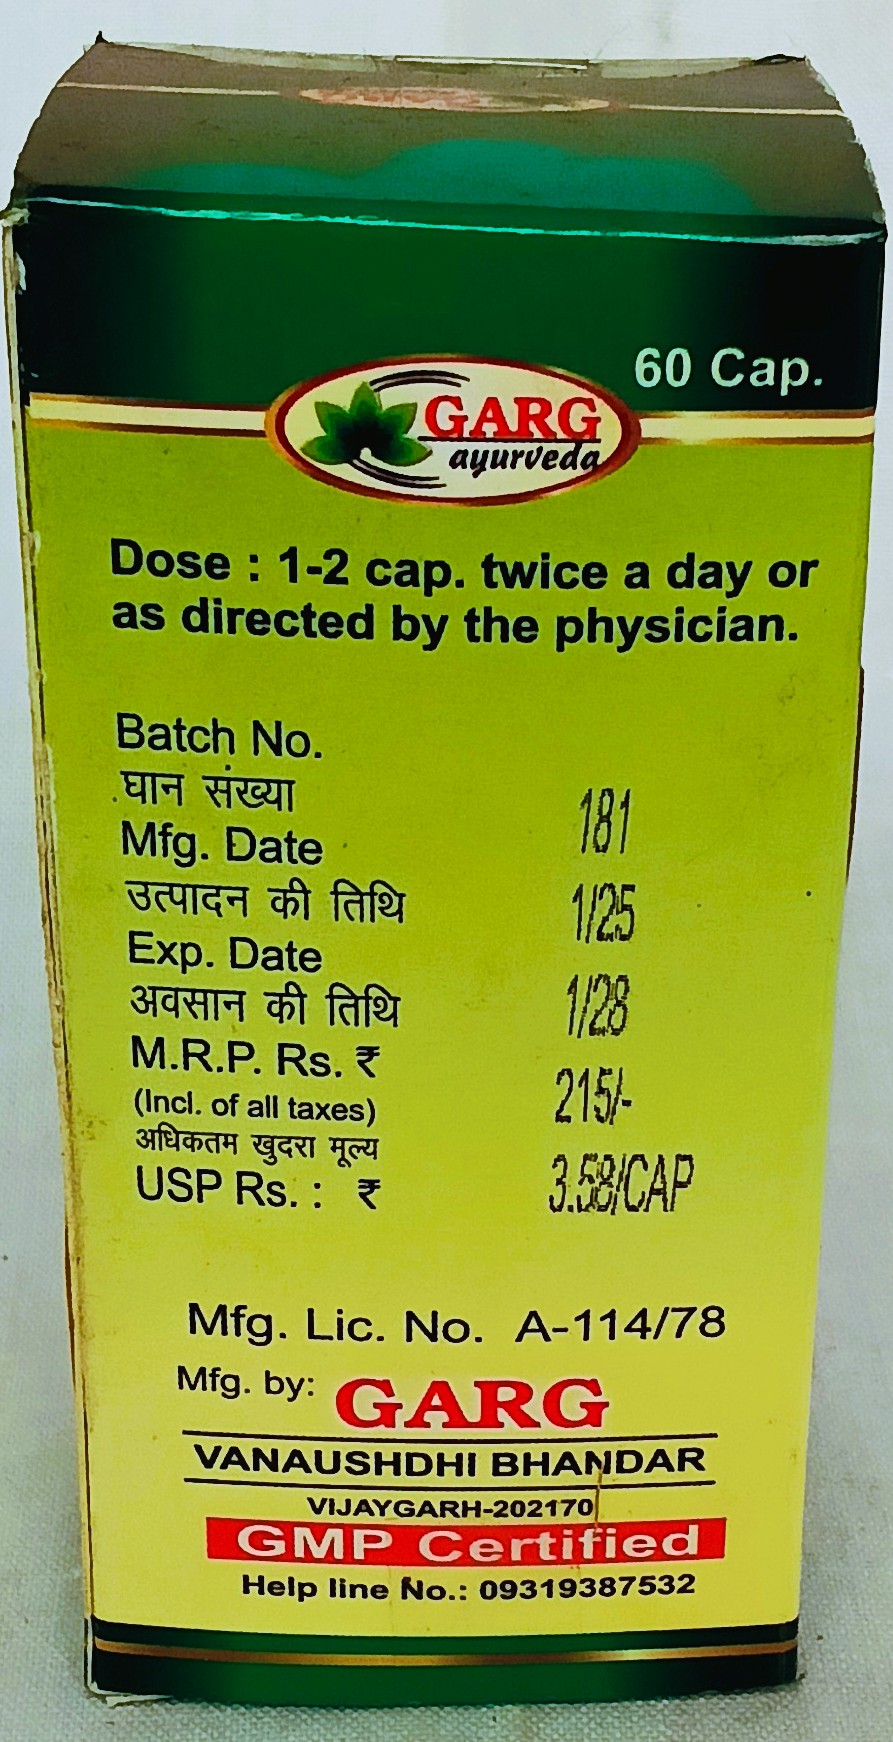 60 Cap.
GARG
ayurveda
Dose : 1-2 cap. twice a day or
as directed by the physician.
Batch No.
घान संख्या 181
Mfg. Date
उत्पादन की तिथि 1/25
Exp. Date
अवसान की तिथि 1/28
M.R.P. Rs. ₹ 215/-
(Incl. of all taxes)
अधिकतम खुदरा मूल्य
USP Rs. : ₹ 3.58/CAP
Mfg. Lic. No. A-114/78
Mfg. by: GARG
VANAUSHDHI BHANDAR
VIJAYGARH-202170
GMP Certified
Help line No.: 09319387532